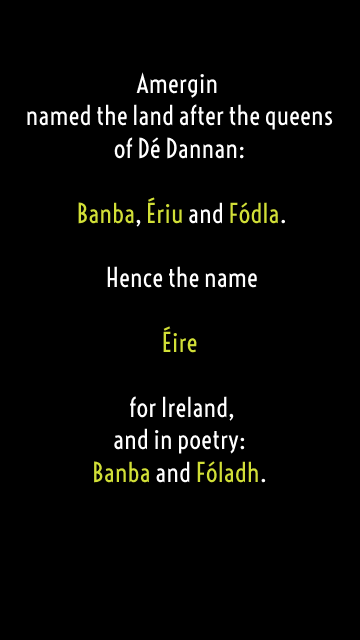 Amergin
named the land after the queens
of Dé Dannan:
Banba, Ériu and Fódla.
Hence the name
Éire
for Ireland,
and in poetry:
Banba and Fóladh.